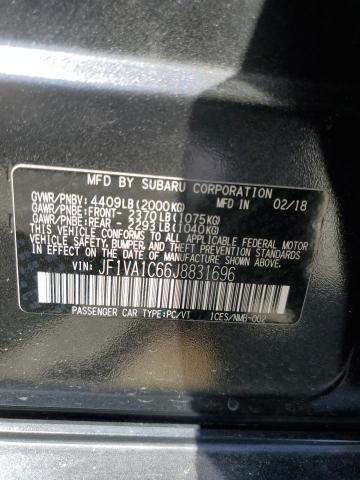 MFD BY SUBARU CORPORATION
GVWR/PNBV: 4409LB(2000KG) MFD IN 02/18
GAWR/PNBE:FRONT- 2370LB(1075KG)
GAWR/PNBE:REAR - 2293LB(1040KG)
THIS VEHICLE CONFORMS TO ALL APPLICABLE FEDERAL MOTOR
VEHICLE SAFETY, BUMPER, AND THEFT PREVENTION STANDARDS
IN EFFECT ON THE DATE OF MANUFACTURE SHOWN ABOVE.
VIN: JF1VA1C66J8831696
PASSENGER CAR TYPE:PC/VT ICES/NMB-002